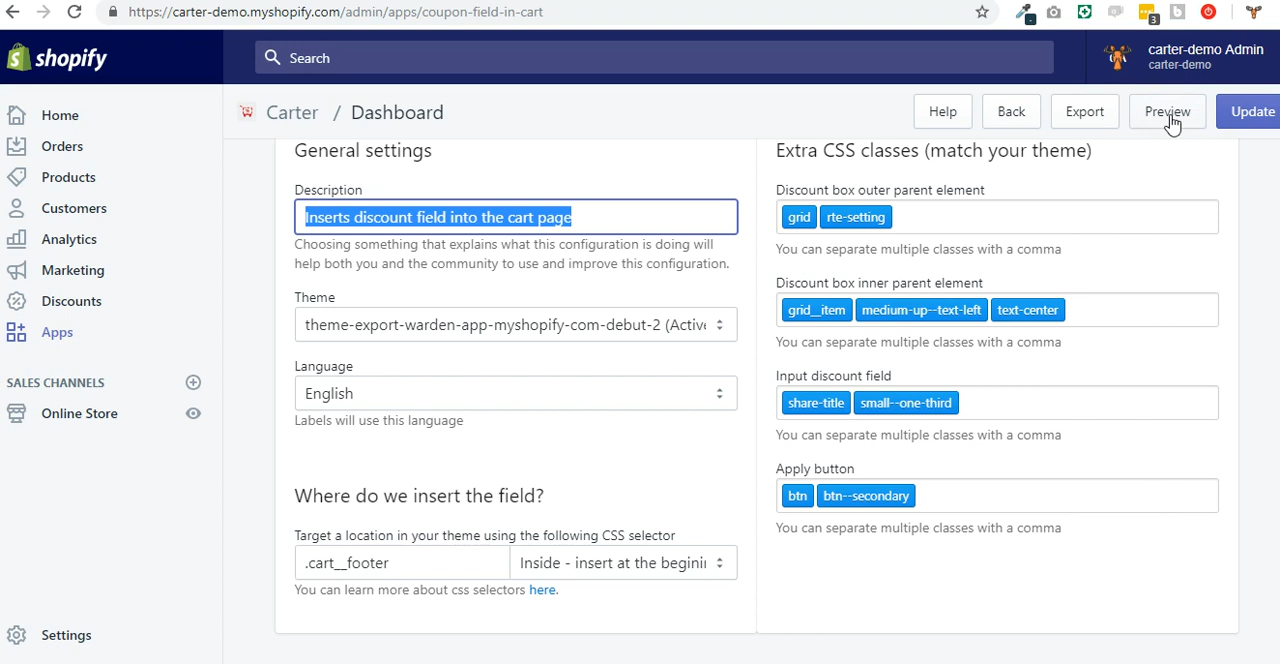 https://carter-demo.myshopify.com/admin/apps/coupon-field-in-cart
3
b
shopify
Search
carter-demo Admin
carter-demo
Home
Orders
Products
Customers
Analytics
Marketing
Discounts
Apps
SALES CHANNELS
Online Store
Settings
Carter / Dashboard
Help
Back
Export
Preview
Update
General settings
Description
Inserts discount field into the cart page
Choosing something that explains what this configuration is doing will
help both you and the community to use and improve this configuration.
Theme
theme-export-warden-app-myshopify-com-debut-2 (Active
Language
English
Labels will use this language
Where do we insert the field?
Target a location in your theme using the following CSS selector
.cart__footer
Inside - insert at the beginin
You can learn more about css selectors here.
Extra CSS classes (match your theme)
Discount box outer parent element
grid rte-setting
You can separate multiple classes with a comma
Discount box inner parent element
grid__item medium-up--text-left text-center
You can separate multiple classes with a comma
Input discount field
share-title small--one-third
You can separate multiple classes with a comma
Apply button
btn btn--secondary
You can separate multiple classes with a comma